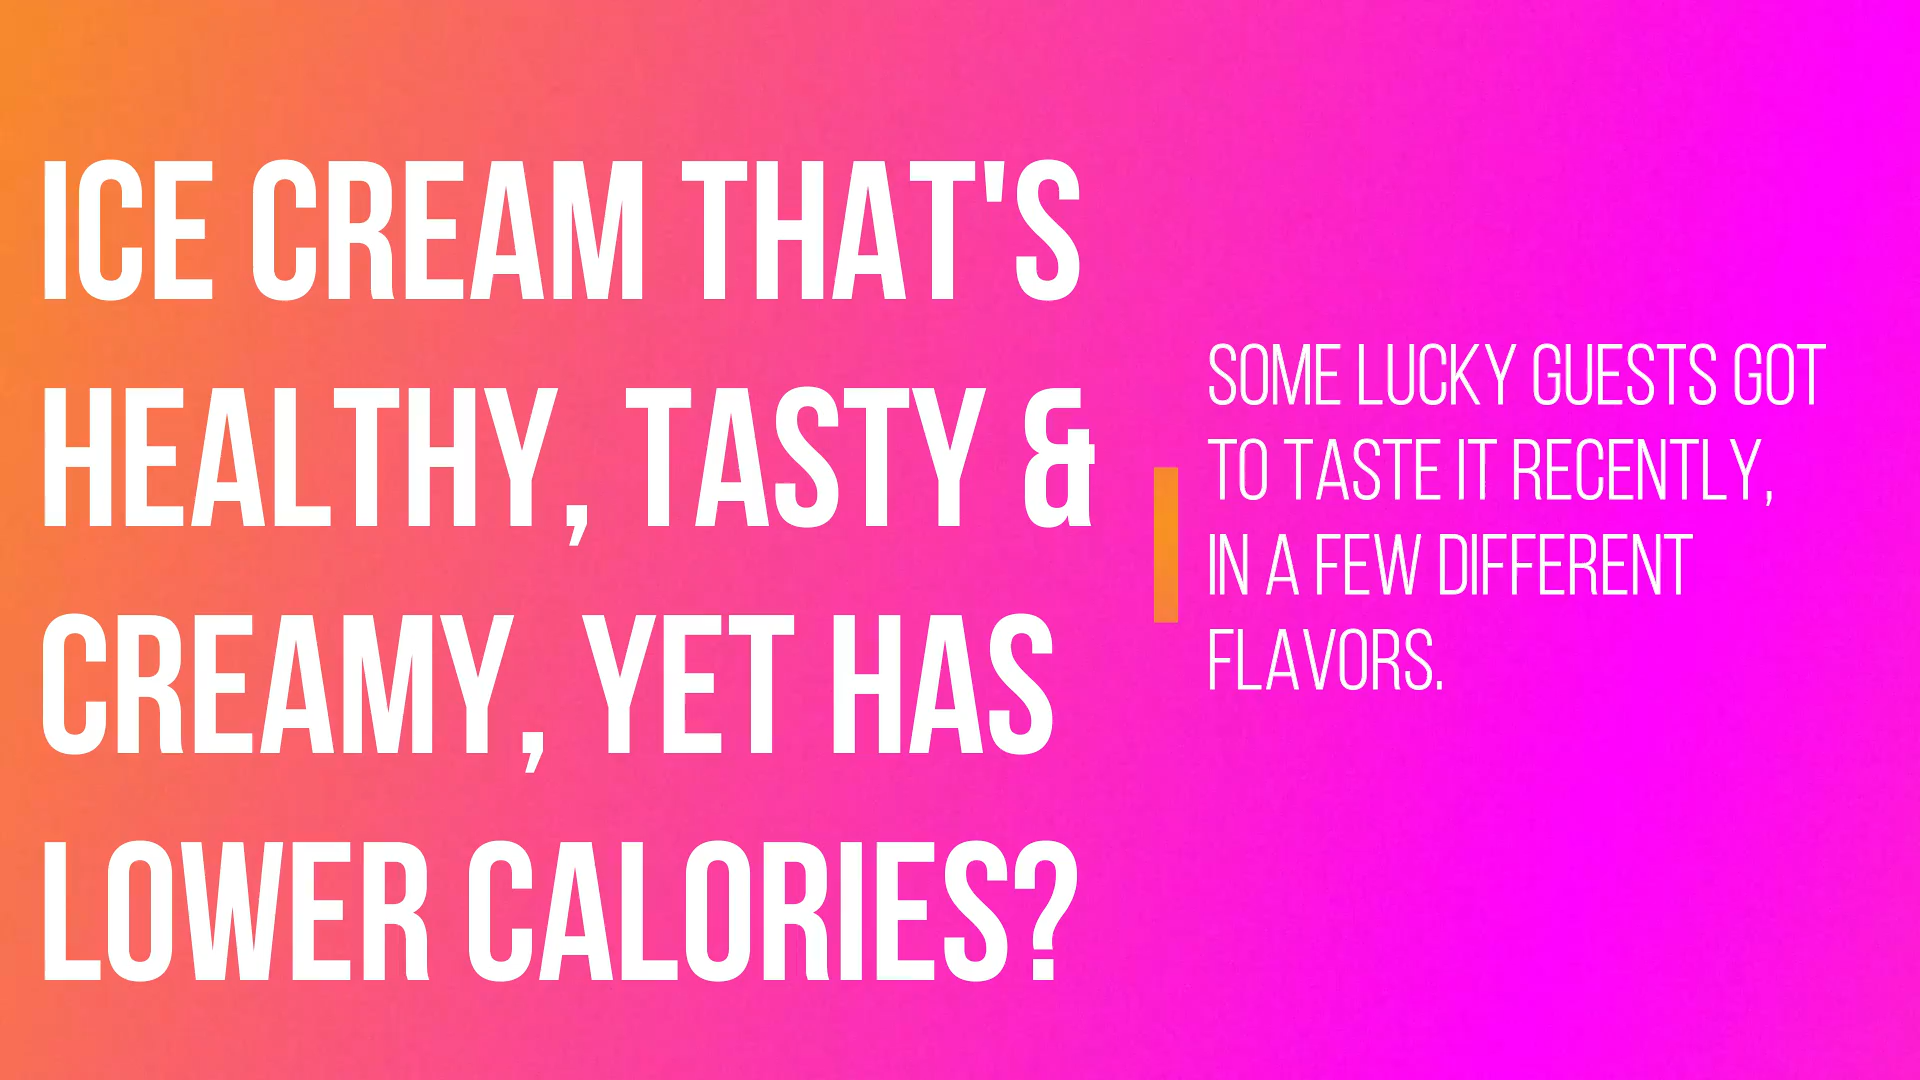 ICE CREAM THAT'S
HEALTHY, TASTY &
CREAMY, YET HAS
LOWER CALORIES?
SOME LUCKY GUESTS GOT
TO TASTE IT RECENTLY,
IN A FEW DIFFERENT
FLAVORS.